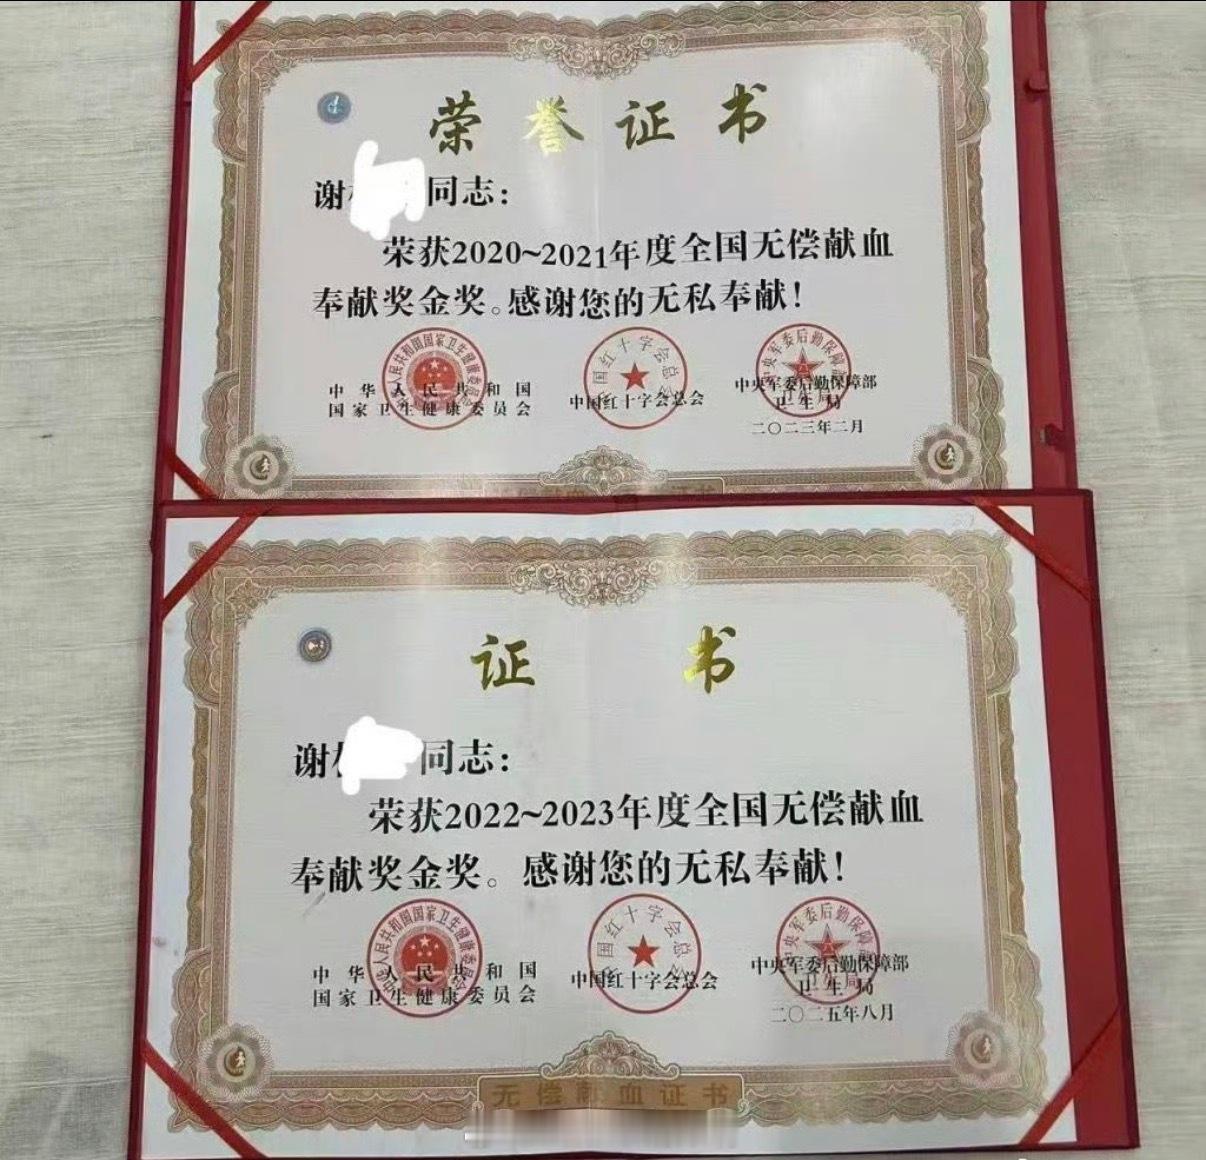 荣誉证书
谢 同志：
荣获2020~2021年度全国无偿献血
奉献奖金奖。感谢您的无私奉献！
中华人民共和国
国家卫生健康委员会
中国红十字会总会
中央军委后勤保障部
卫生局
二〇二三年二月
证书
谢 同志：
荣获2022~2023年度全国无偿献血
奉献奖金奖。感谢您的无私奉献！
中华人民共和国
国家卫生健康委员会
中国红十字会总会
中央军委后勤保障部
卫生局
二〇二五年八月
无偿献血证书